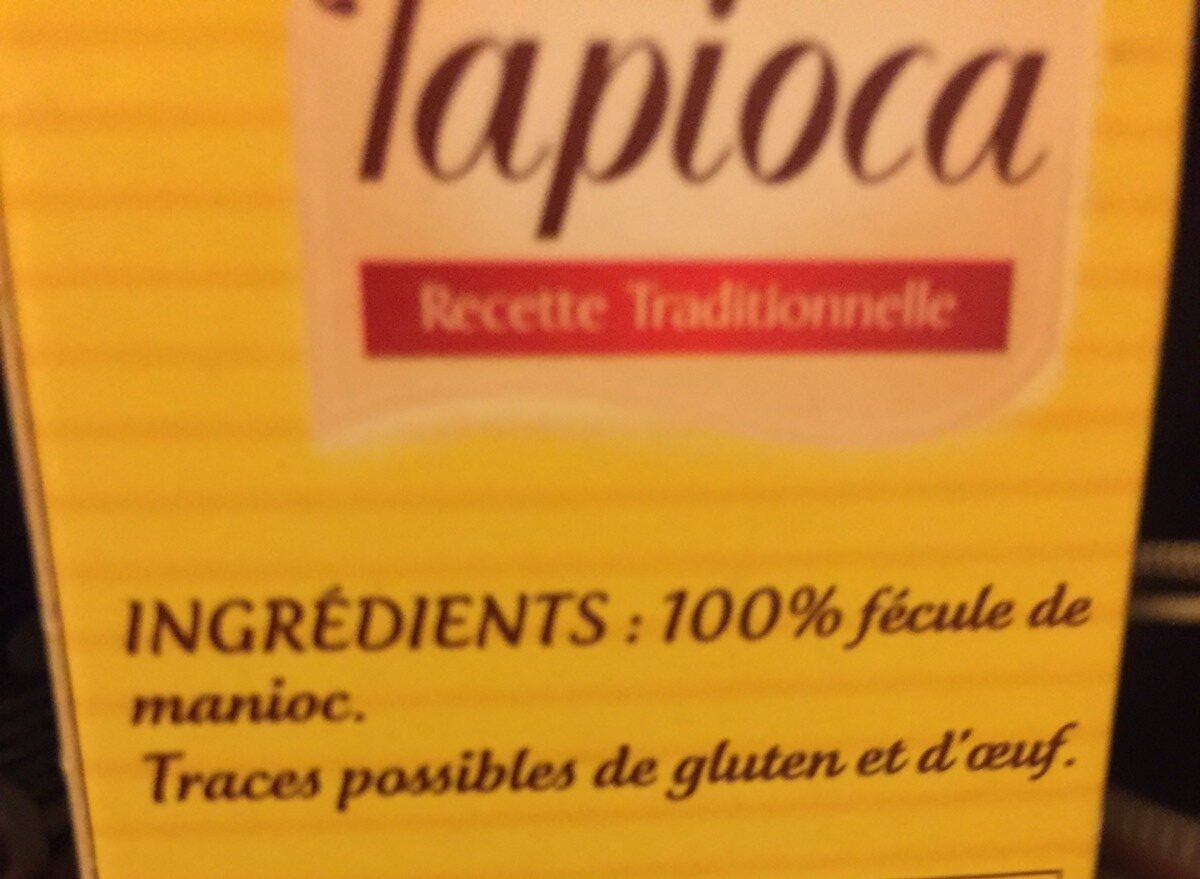 Tapioca
Recette Traditionnelle
INGRÉDIENTS : 100% fécule de
manioc.
Traces possibles de gluten et d'œuf.